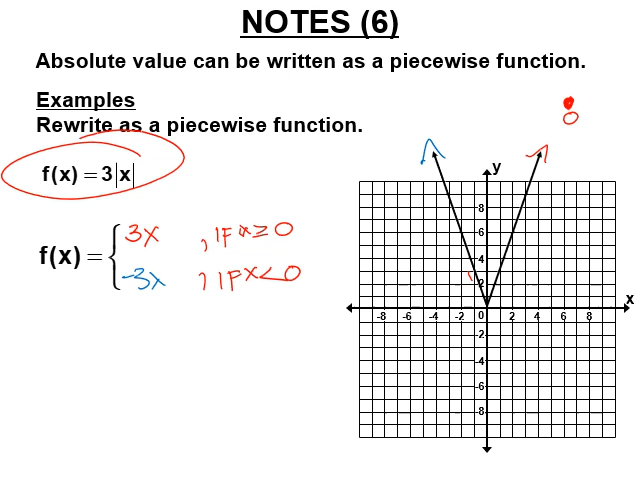 NOTES (6)
Absolute value can be written as a piecewise function.
Examples
Rewrite as a piecewise function.
f(x) = 3|x|
f(x) = { 3x , IF x ≥ 0
-3x , IF x < 0
y
8
6
4
2
x
-8 -6 -4 -2 0 2 4 6 8
-2
-4
-6
-8